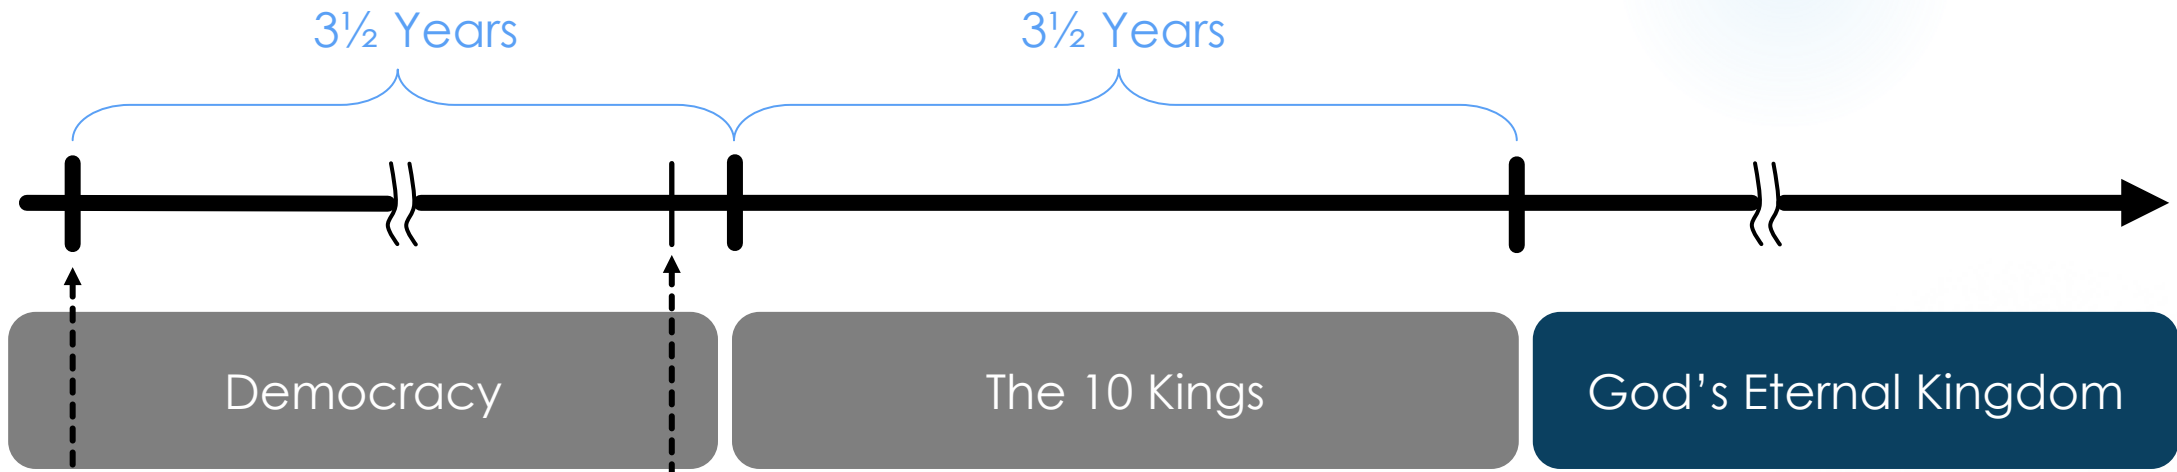 3½ Years
3½ Years
Democracy
The 10 Kings
God’s Eternal Kingdom